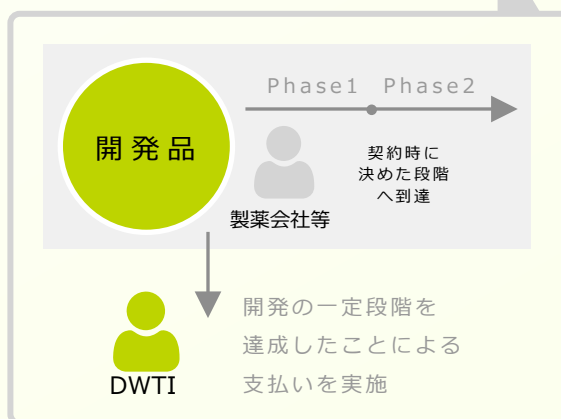 Phase1 Phase2
開発品
契約時に
決めた段階
へ到達
製薬会社等
開発の一定段階を
達成したことによる
支払いを実施
DWTI